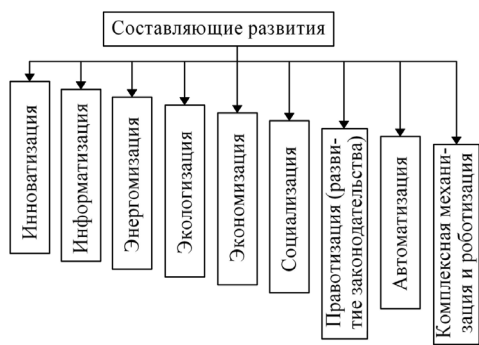 Составляющие развития
Инноватизация
Информатизация
Энергомизация
Экологизация
Экономизация
Социализация
Правотизация (разви-
тие законодательства)
Автоматизация
Комплексная механи-
зация и роботизация